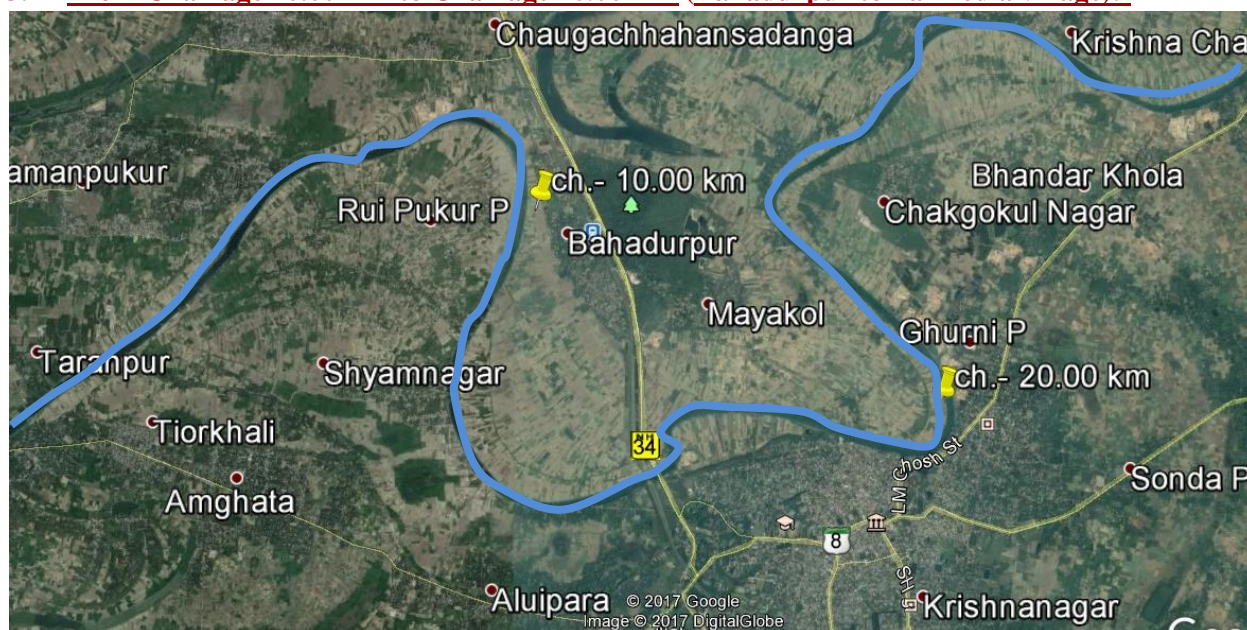 Chaugachhahansadanga
Krishna Cha
amanpukur
ch.- 10.00 km
Bhandar Khola
Rui Pukur P
Chakgokul Nagar
Bahadurpur
Mayakol
Ghurni P
Taranpur
Shyamnagar
ch.- 20.00 km
Tiorkhali
34
LM Ghosh St
Sonda P
Amghata
8
SH8
Aluipara
© 2017 Google
Krishnanagar
Image © 2017 DigitalGlobe